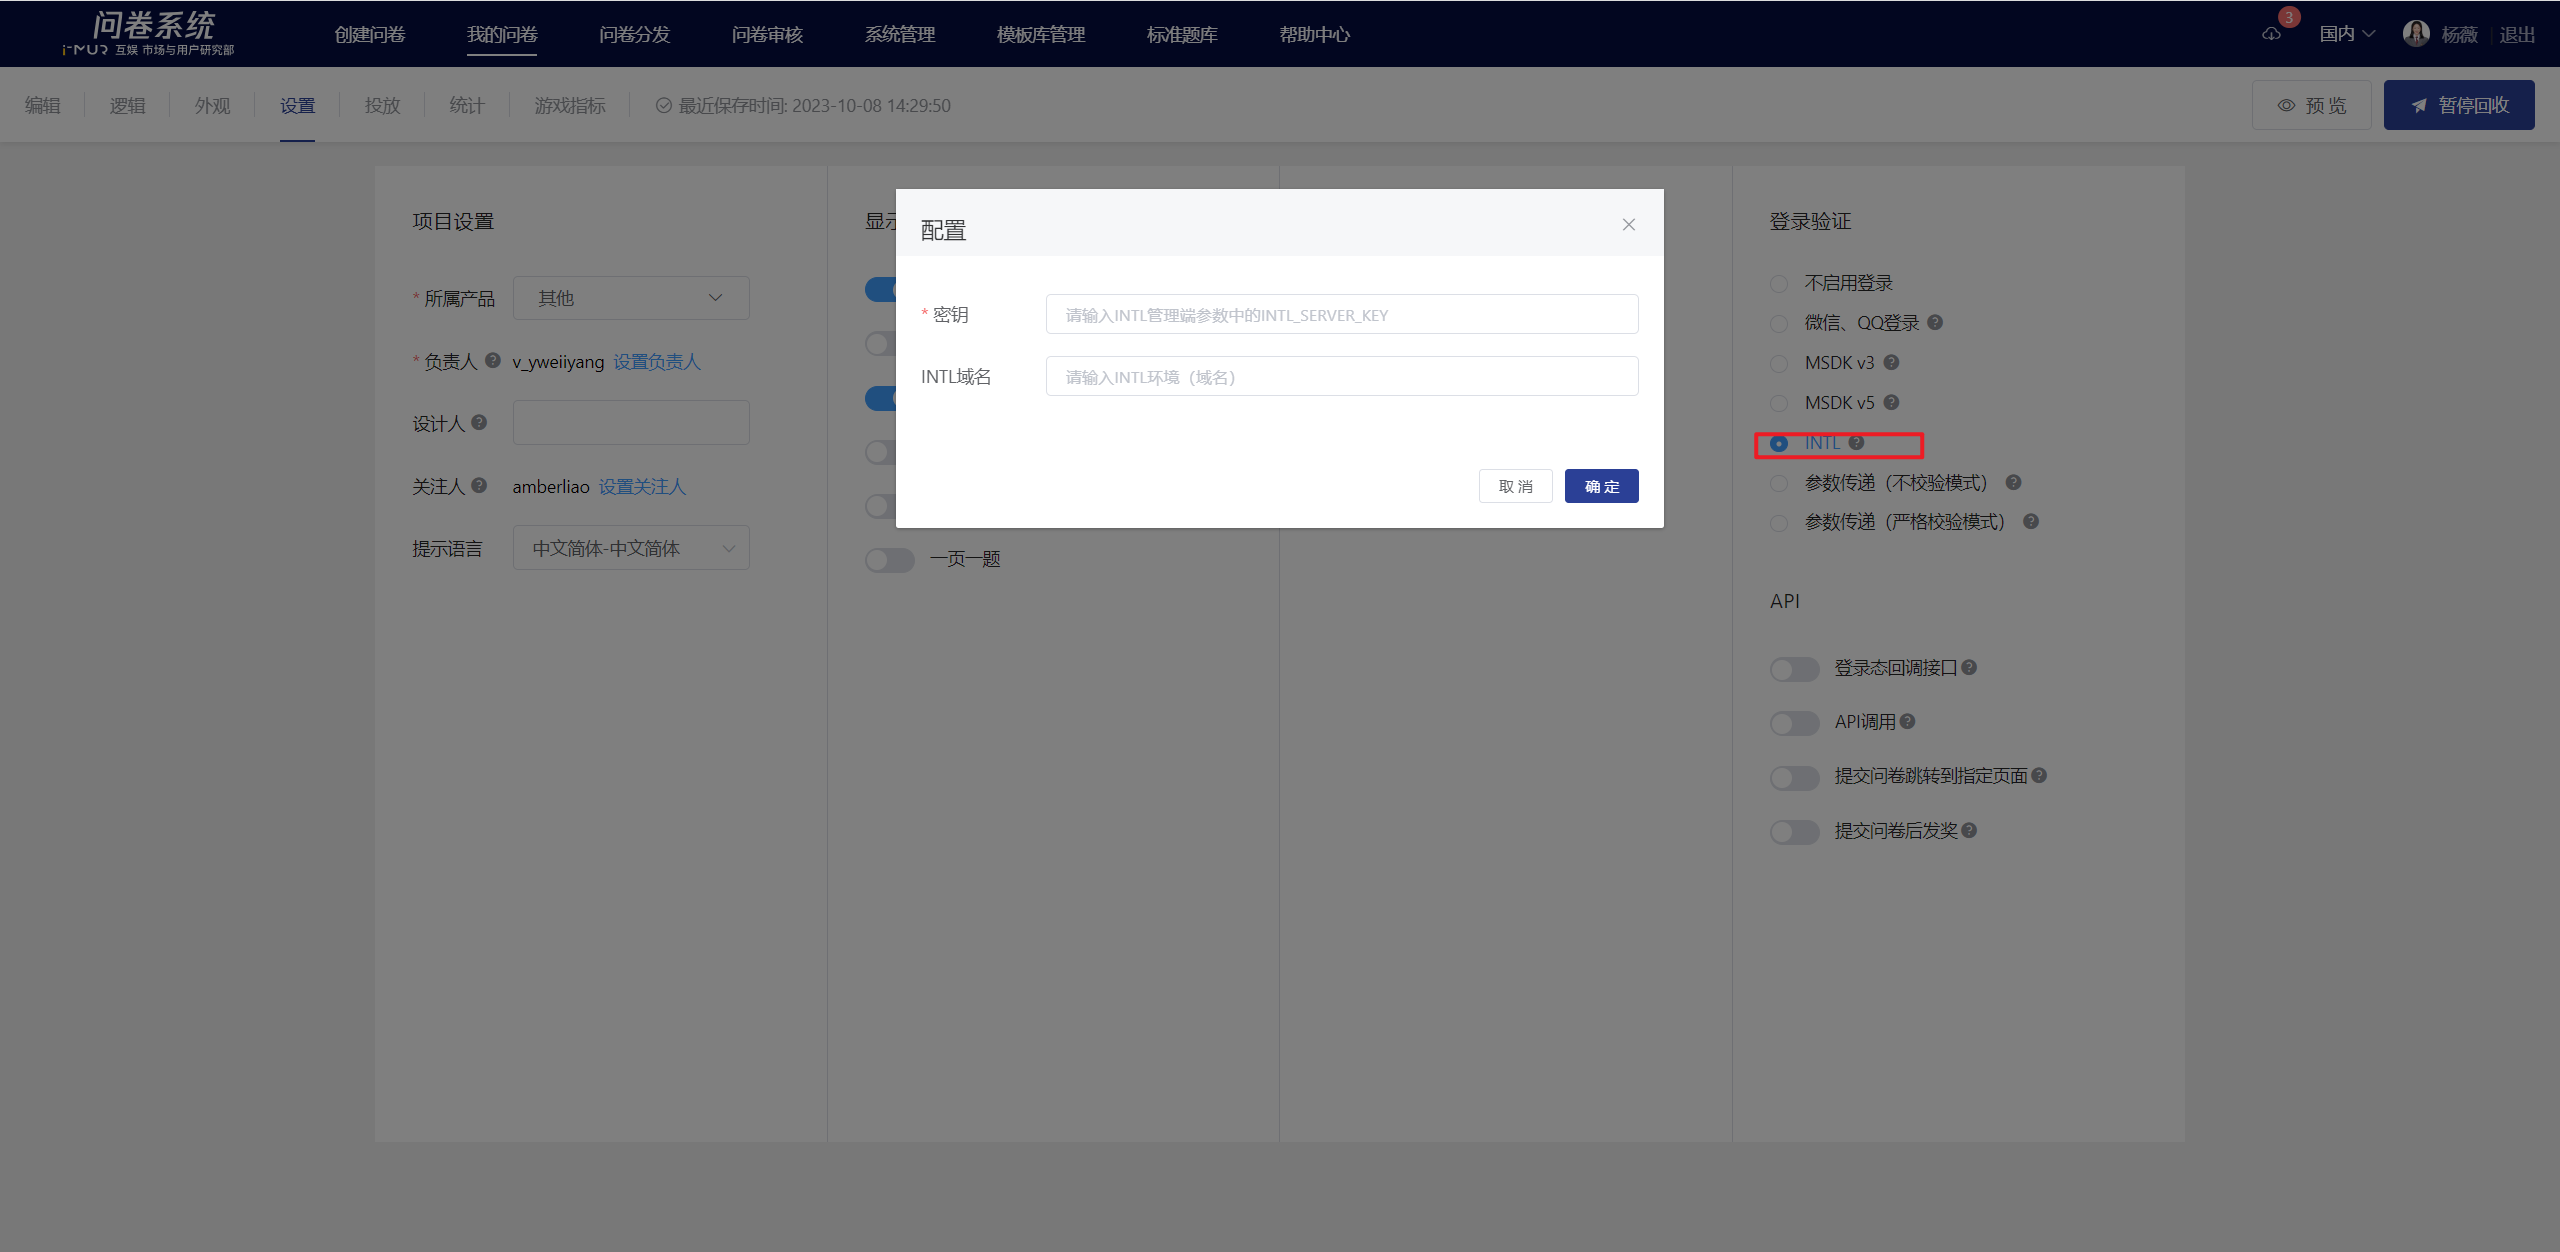 问卷系统
i-MUR 互娱 市场与用户研究部
创建问卷
我的问卷
问卷分发
问卷审核
系统管理
模板库管理
标准题库
帮助中心
3
国内
杨薇
退出
编辑
逻辑
外观
设置
投放
统计
游戏指标
最近保存时间: 2023-10-08 14:29:50
预 览
暂停回收
项目设置
* 所属产品
其他
* 负责人
v_yweiiyang 设置负责人
设计人
关注人
amberliao 设置关注人
提示语言
中文简体-中文简体
显示
一页一题
配置
* 密钥
请输入INTL管理端参数中的INTL_SERVER_KEY
INTL域名
请输入INTL环境（域名）
取 消
确 定
登录验证
不启用登录
微信、QQ登录
MSDK v3
MSDK v5
INTL
参数传递（不校验模式）
参数传递（严格校验模式）
API
登录态回调接口
API调用
提交问卷跳转到指定页面
提交问卷后发奖